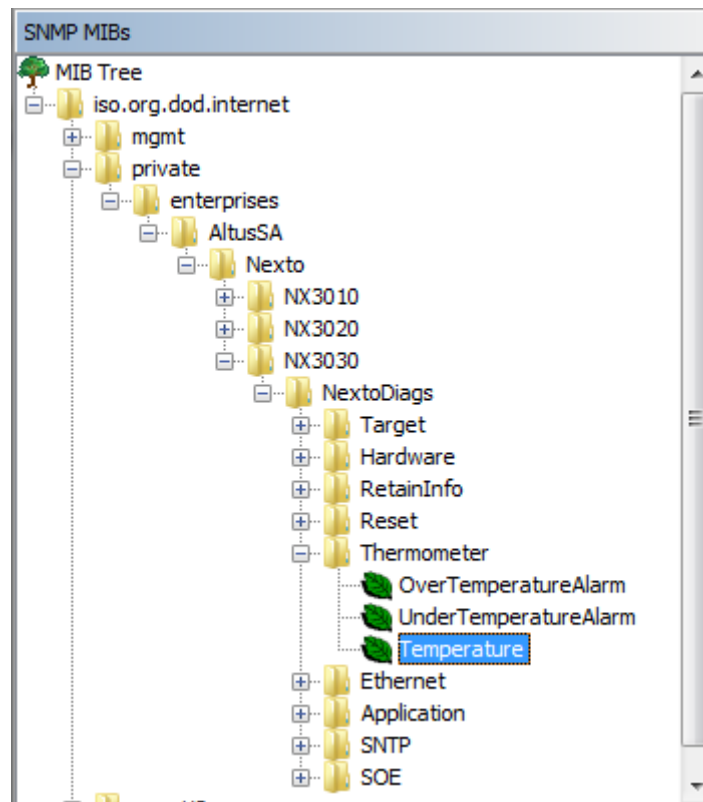 SNMP MIBs
MIB Tree
iso.org.dod.internet
mgmt
private
enterprises
AltusSA
Nexto
NX3010
NX3020
NX3030
NextoDiags
Target
Hardware
RetainInfo
Reset
Thermometer
OverTemperatureAlarm
UnderTemperatureAlarm
Temperature
Ethernet
Application
SNTP
SOE